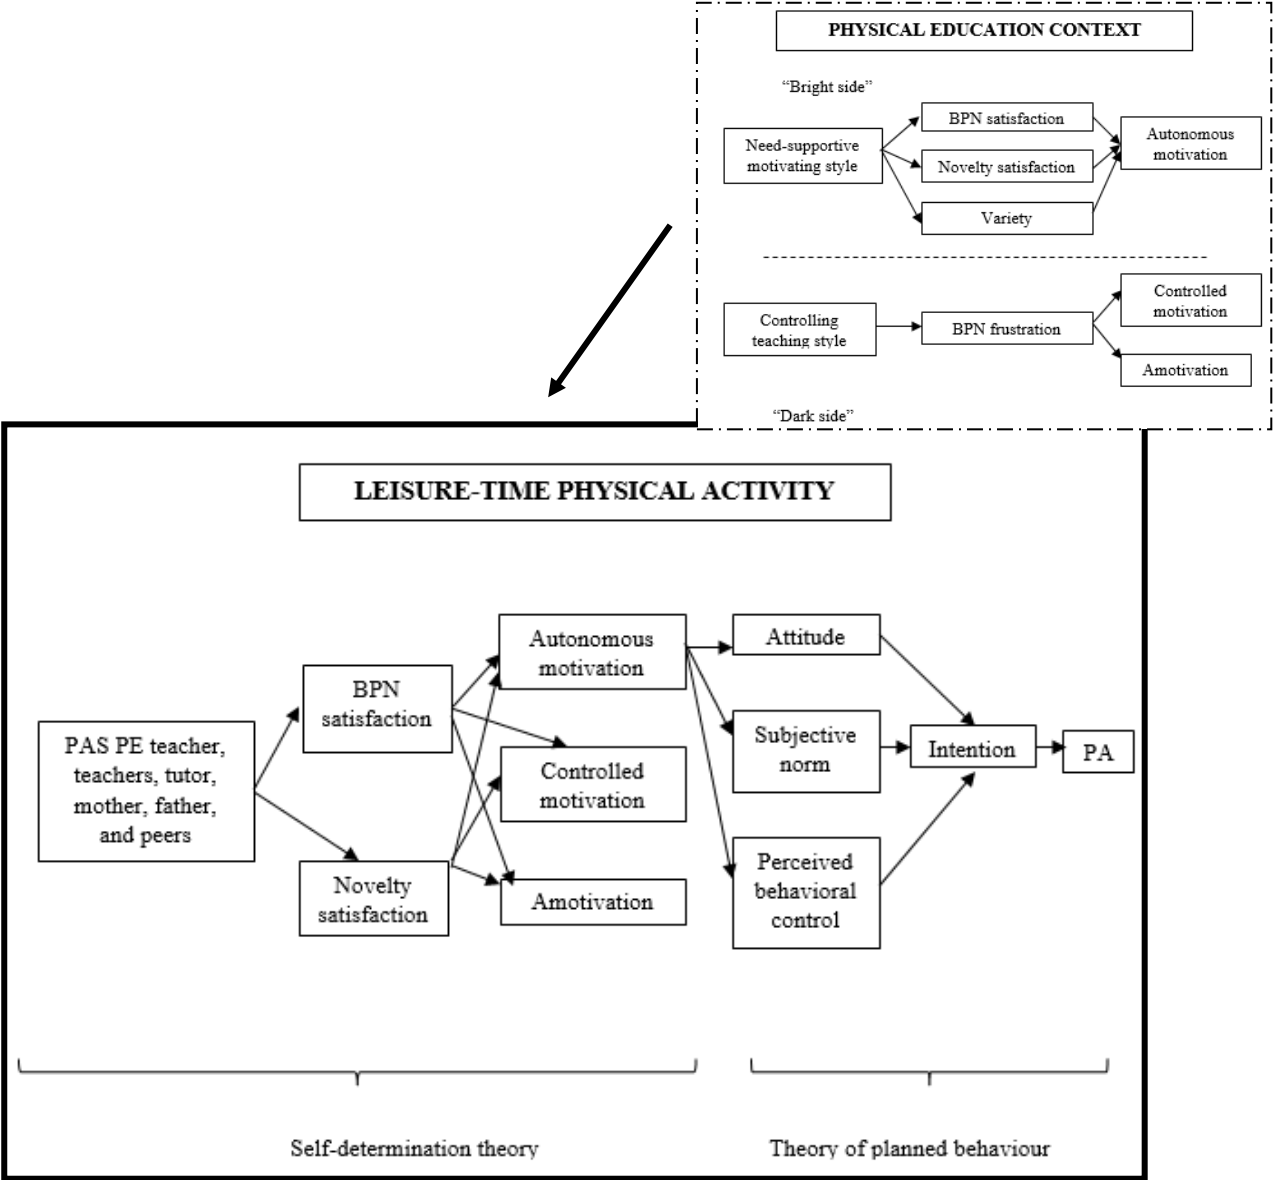 PHYSICAL EDUCATION CONTEXT
“Bright side”
Need-supportive
motivating style
BPN satisfaction
Novelty satisfaction
Variety
Autonomous
motivation
Controlling
teaching style
BPN frustration
Controlled
motivation
Amotivation
“Dark side”
LEISURE-TIME PHYSICAL ACTIVITY
PAS PE teacher,
teachers, tutor,
mother, father,
and peers
BPN
satisfaction
Novelty
satisfaction
Autonomous
motivation
Controlled
motivation
Amotivation
Attitude
Subjective
norm
Perceived
behavioral
control
Intention
PA
Self-determination theory
Theory of planned behaviour